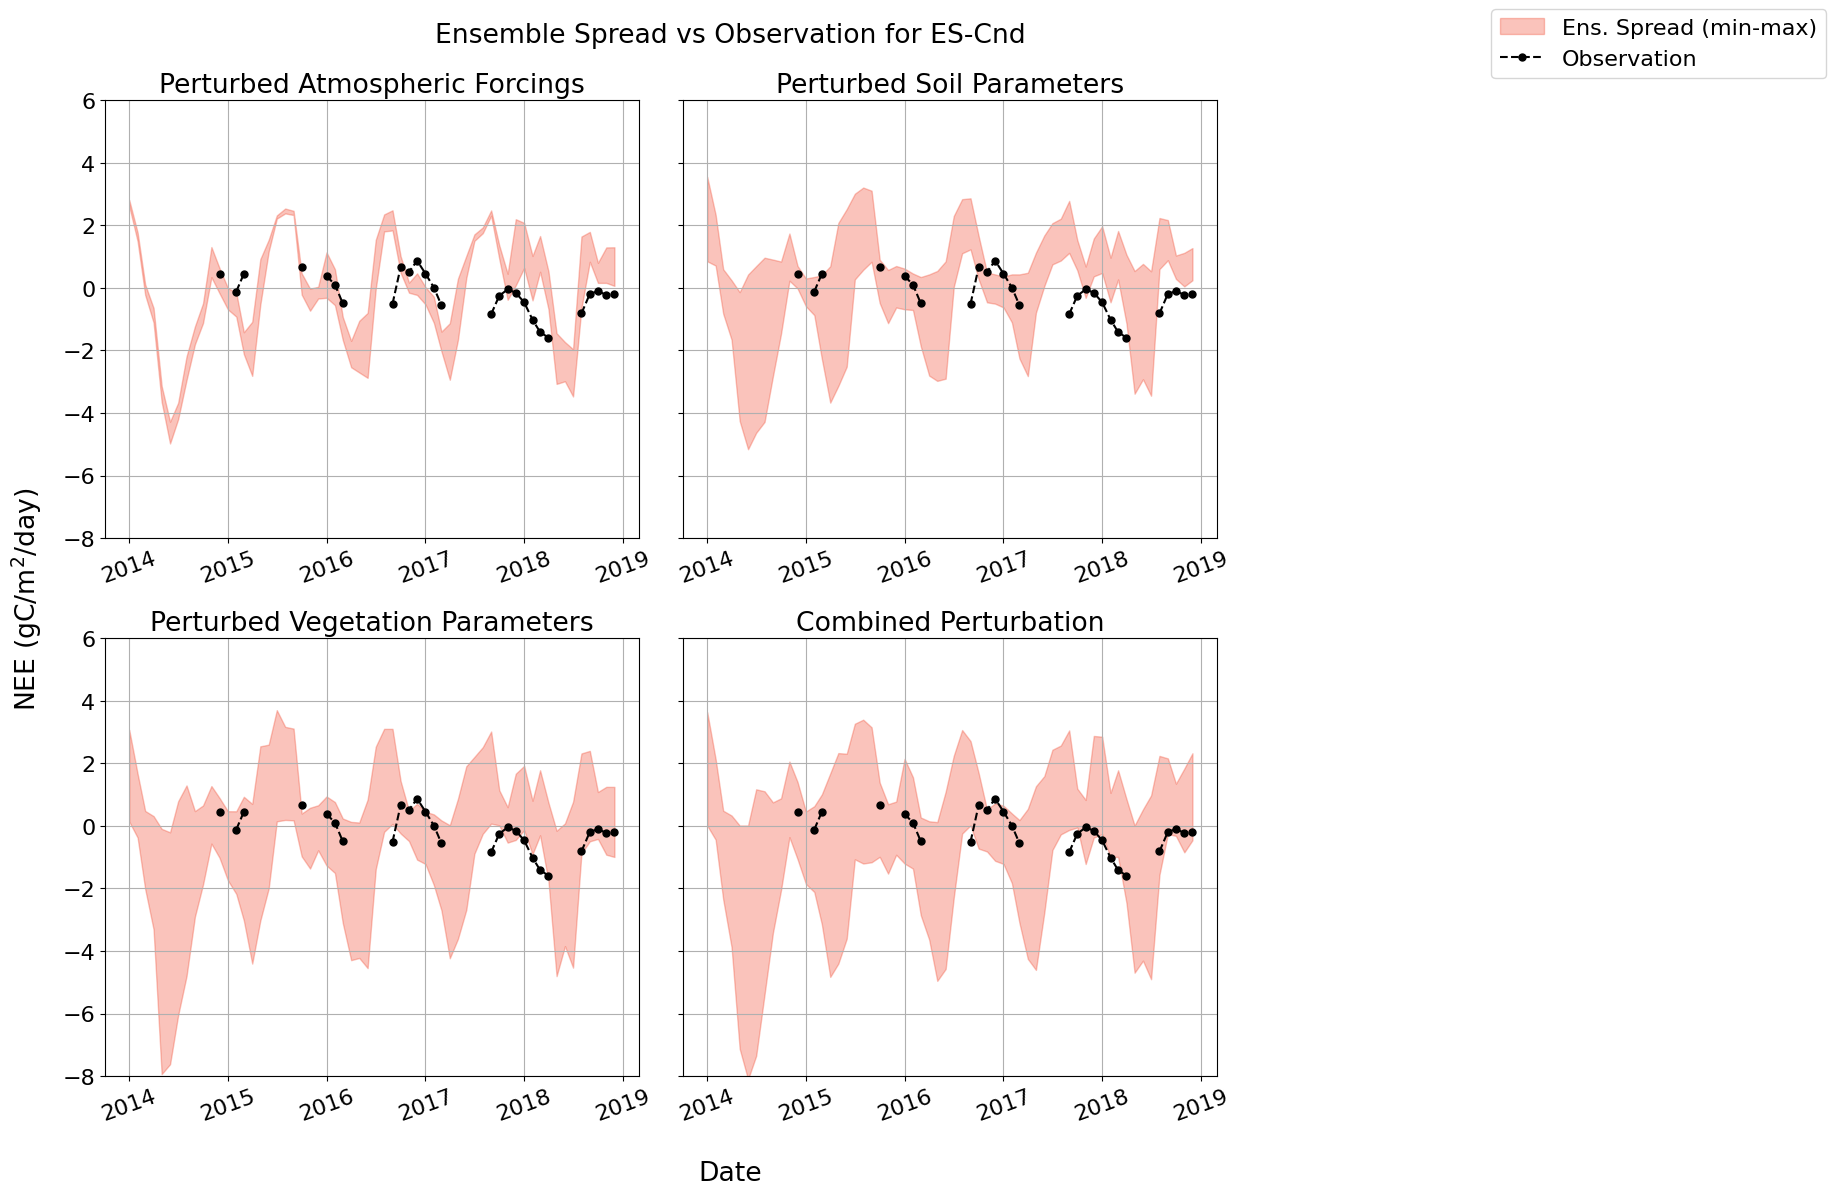 Ensemble Spread vs Observation for ES-Cnd
Ens. Spread (min-max)
Observation
Perturbed Atmospheric Forcings
6
4
2
0
−2
−4
−6
−8
2014 2015 2016 2017 2018 2019
Perturbed Soil Parameters
2014 2015 2016 2017 2018 2019
NEE (gC/m²/day)
Perturbed Vegetation Parameters
6
4
2
0
−2
−4
−6
−8
2014 2015 2016 2017 2018 2019
Combined Perturbation
2014 2015 2016 2017 2018 2019
Date